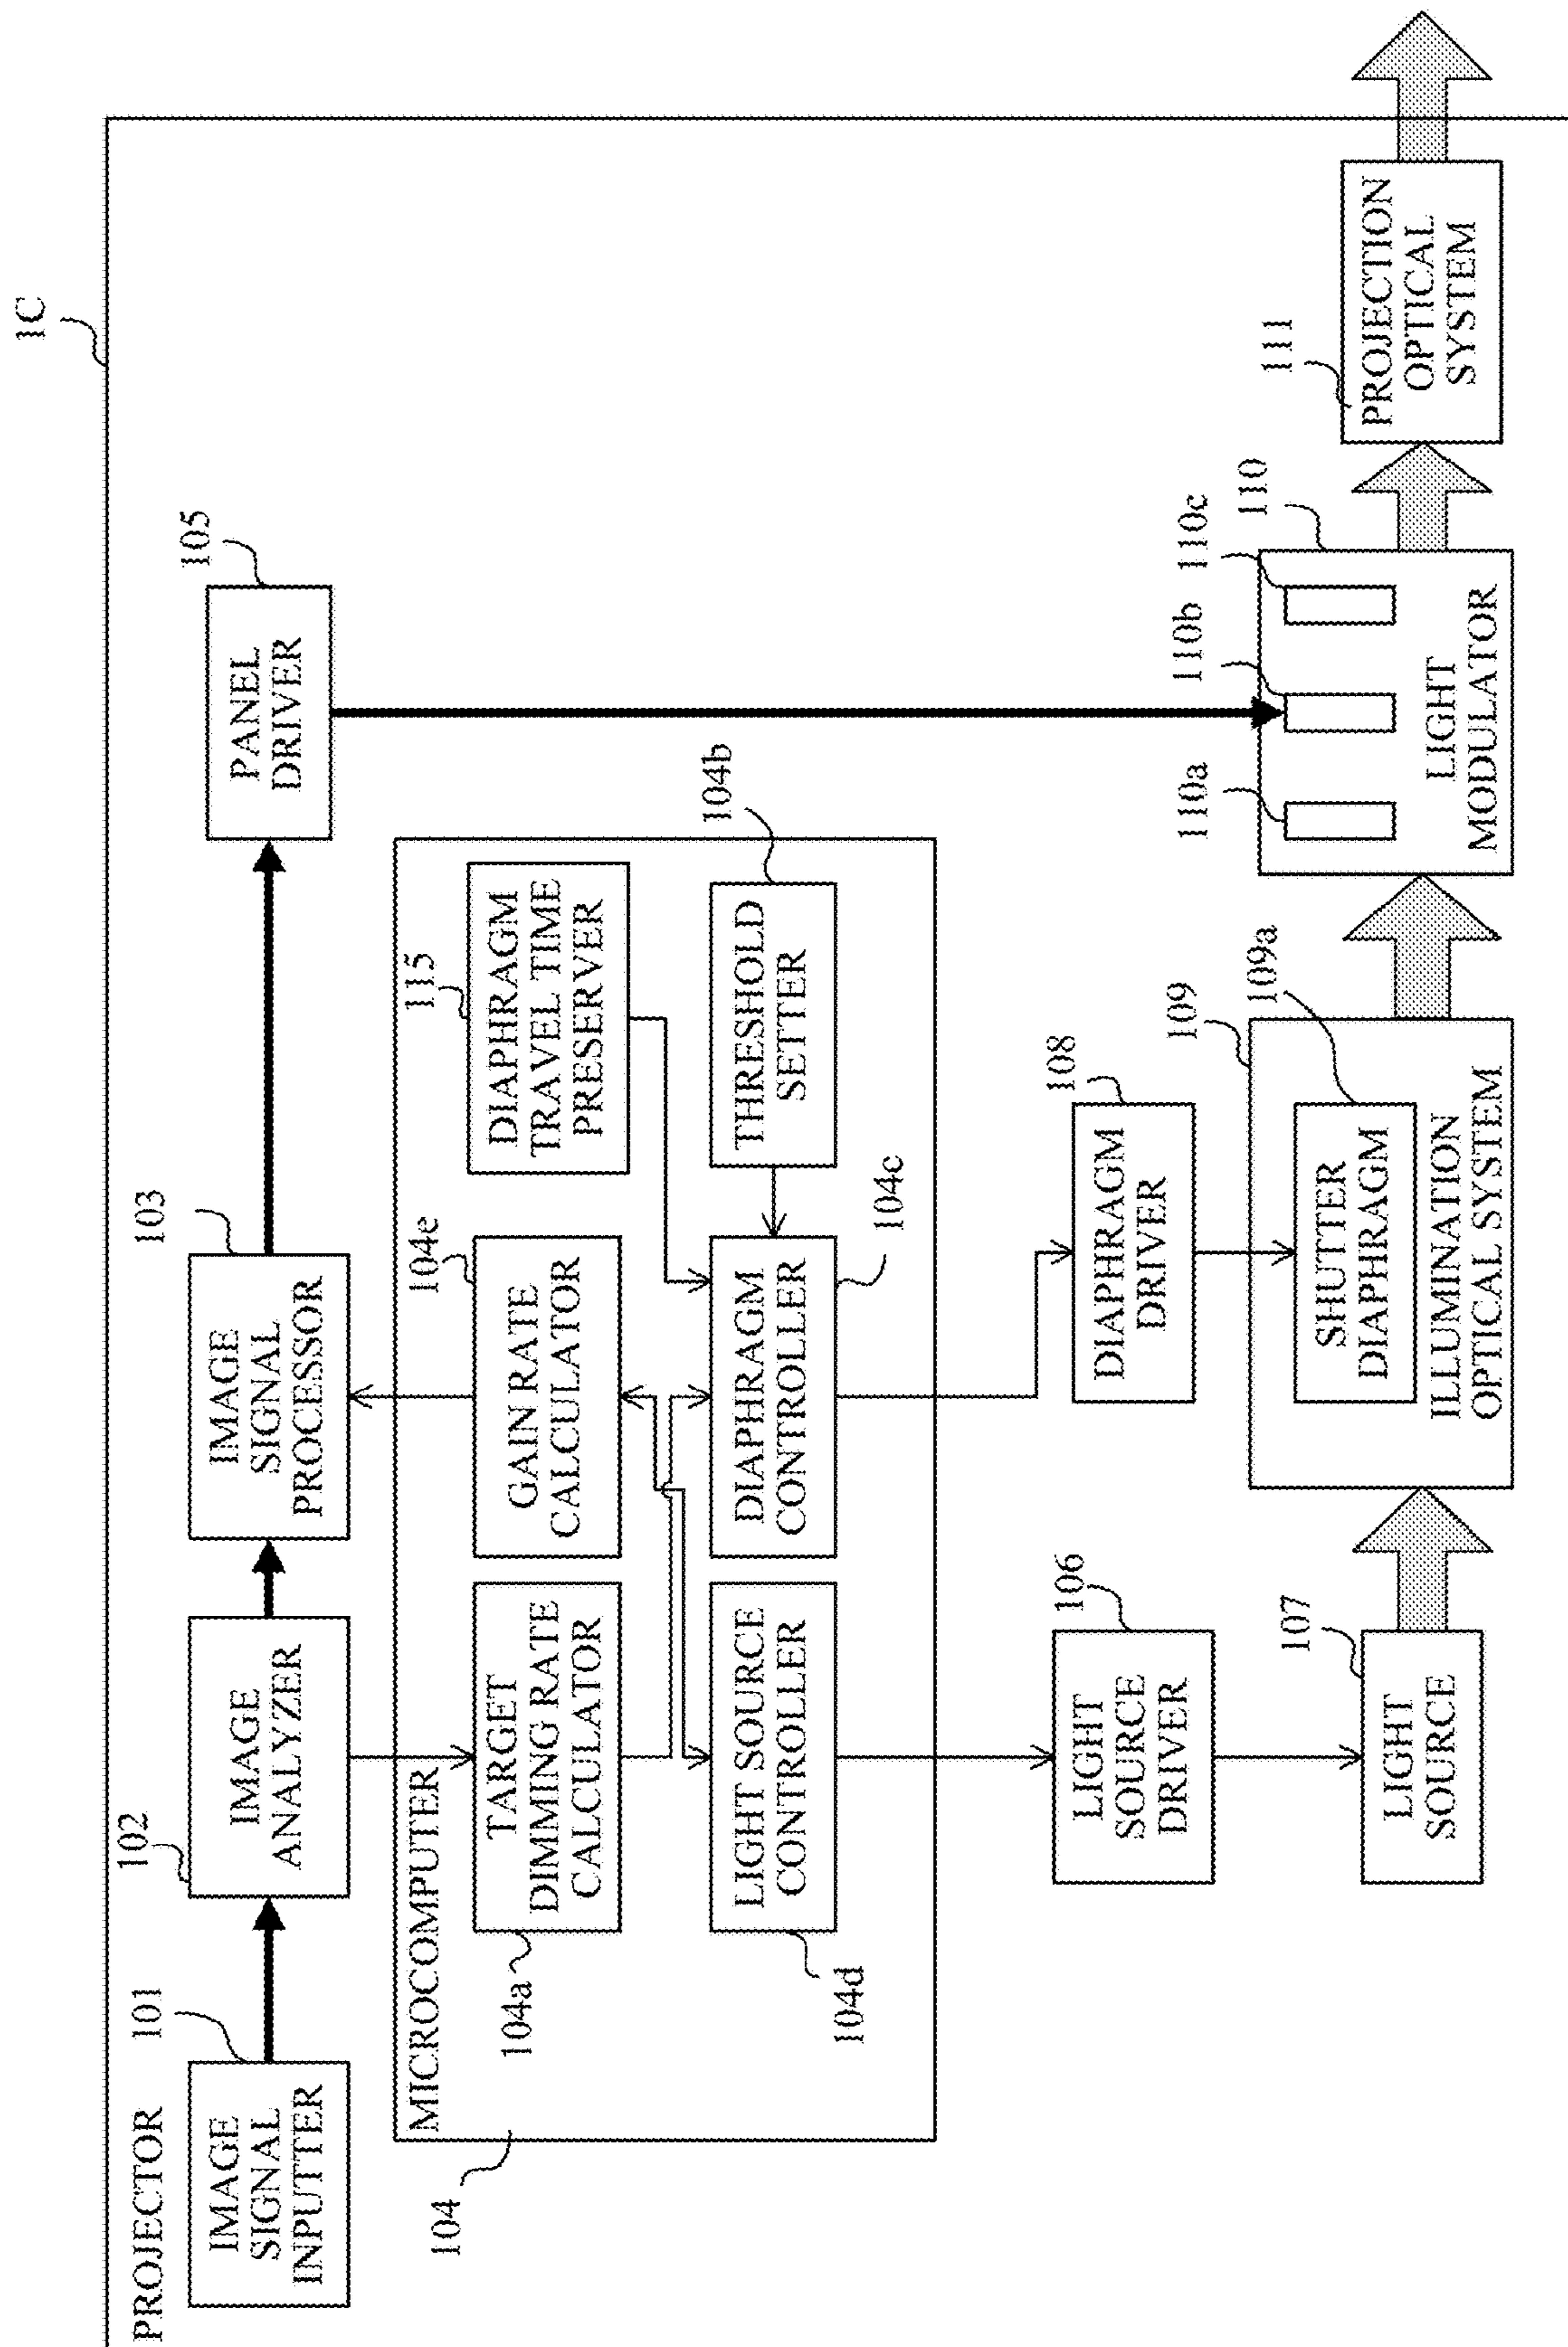 1C
PROJECTOR
101
IMAGE
SIGNAL
INPUTTER
102
IMAGE
ANALYZER
103
IMAGE
SIGNAL
PROCESSOR
105
PANEL
DRIVER
104
MICROCOMPUTER
104a
TARGET
DIMMING RATE
CALCULATOR
104e
GAIN RATE
CALCULATOR
115
DIAPHRAGM
TRAVEL TIME
PRESERVER
104d
LIGHT SOURCE
CONTROLLER
104c
DIAPHRAGM
CONTROLLER
104b
THRESHOLD
SETTER
106
LIGHT
SOURCE
DRIVER
108
DIAPHRAGM
DRIVER
107
LIGHT
SOURCE
109
109a
SHUTTER
DIAPHRAGM
ILLUMINATION
OPTICAL SYSTEM
110a
110b
110c
110
LIGHT
MODULATOR
111
PROJECTION
OPTICAL
SYSTEM